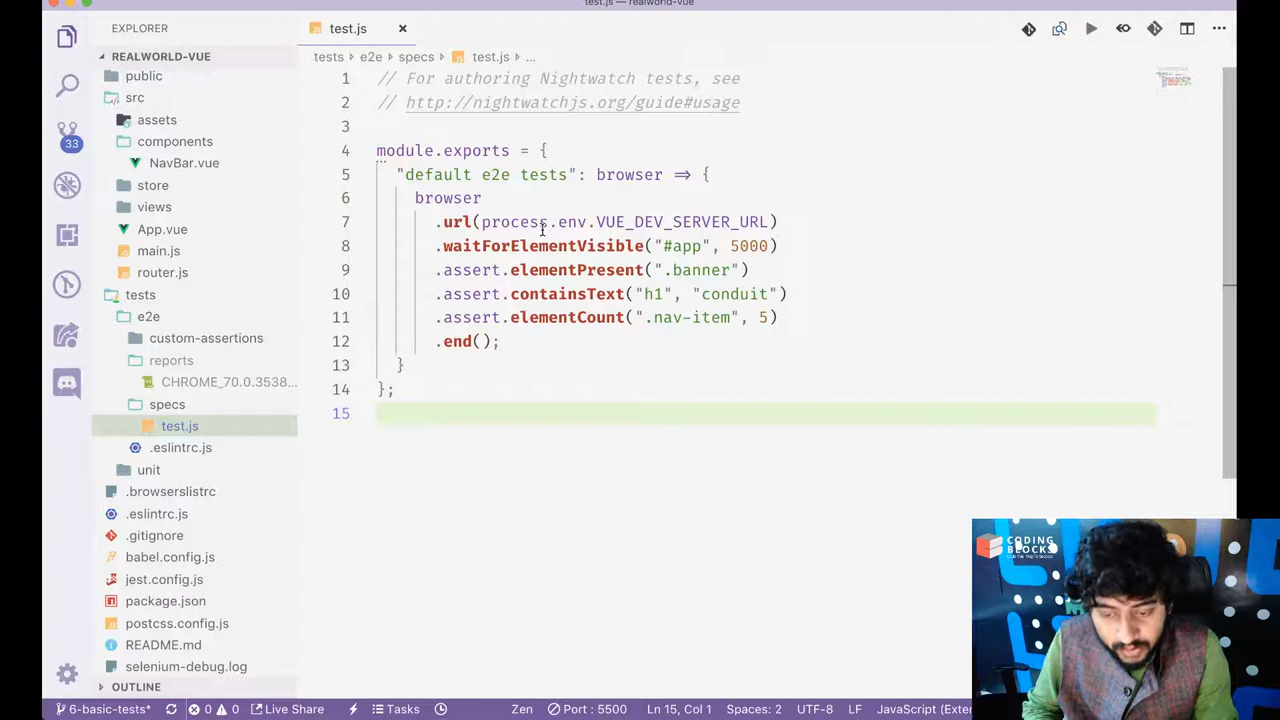 test.js — realworld-vue
EXPLORER
REALWORLD-VUE
public
src
assets
components
NavBar.vue
store
views
App.vue
main.js
router.js
tests
e2e
custom-assertions
reports
CHROME_70.0.3538...
specs
test.js
.eslintrc.js
unit
.browserslistrc
.eslintrc.js
.gitignore
babel.config.js
jest.config.js
package.json
postcss.config.js
README.md
selenium-debug.log
OUTLINE
33
test.js
tests e2e specs test.js ...
1 // For authoring Nightwatch tests, see
2 // http://nightwatchjs.org/guide#usage
3
4 module.exports = {
5 "default e2e tests": browser => {
6 browser
7 .url(process.env.VUE_DEV_SERVER_URL)
8 .waitForElementVisible("#app", 5000)
9 .assert.elementPresent(".banner")
10 .assert.containsText("h1", "conduit")
11 .assert.elementCount(".nav-item", 5)
12 .end();
13 }
14 };
15
CODING
BLOCKS
6-basic-tests* 0 0 Live Share Tasks Zen Port : 5500 Ln 15, Col 1 Spaces: 2 UTF-8 LF JavaScript (Exter